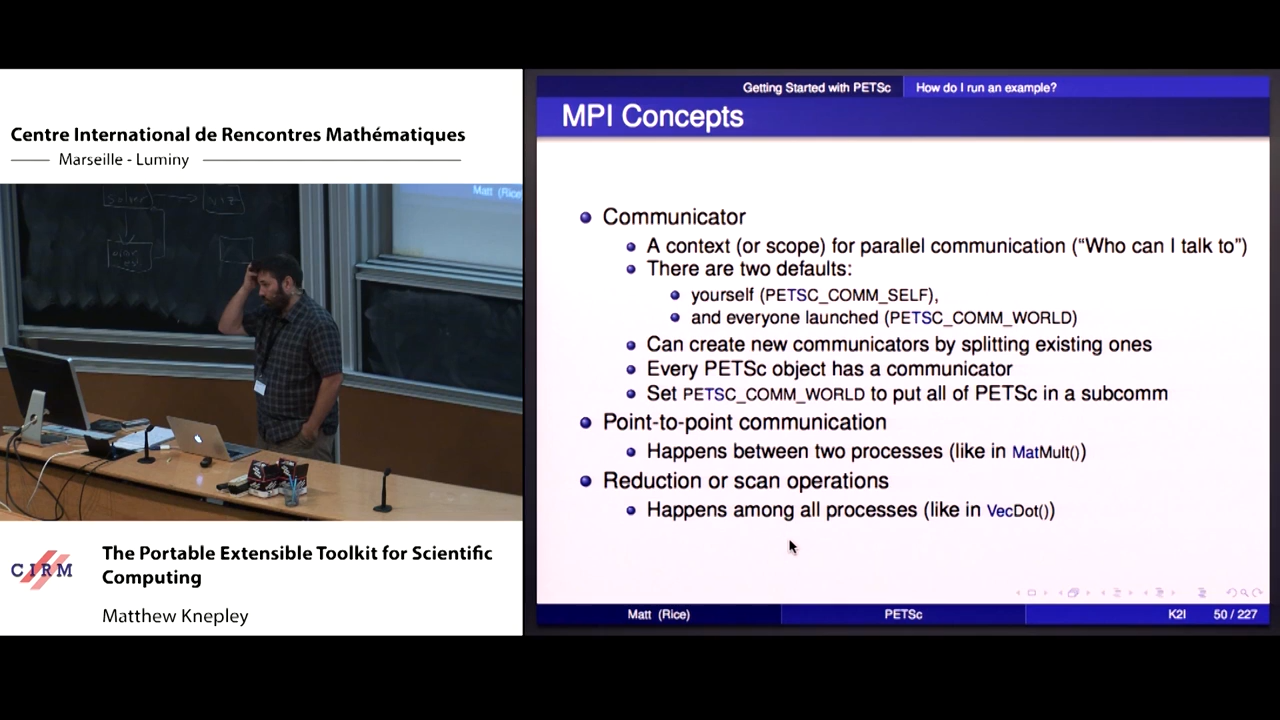 Centre International de Rencontres Mathématiques
Marseille - Luminy
solver
Matt (Rice
CIRM
The Portable Extensible Toolkit for Scientific
Computing
Matthew Knepley
Getting Started with PETSc
How do I run an example?
MPI Concepts
Communicator
A context (or scope) for parallel communication (“Who can I talk to”)
There are two defaults:
yourself (PETSC_COMM_SELF),
and everyone launched (PETSC_COMM_WORLD)
Can create new communicators by splitting existing ones
Every PETSc object has a communicator
Set PETSC_COMM_WORLD to put all of PETSc in a subcomm
Point-to-point communication
Happens between two processes (like in MatMult())
Reduction or scan operations
Happens among all processes (like in VecDot())
Matt (Rice)
PETSc
K2I
50 / 227